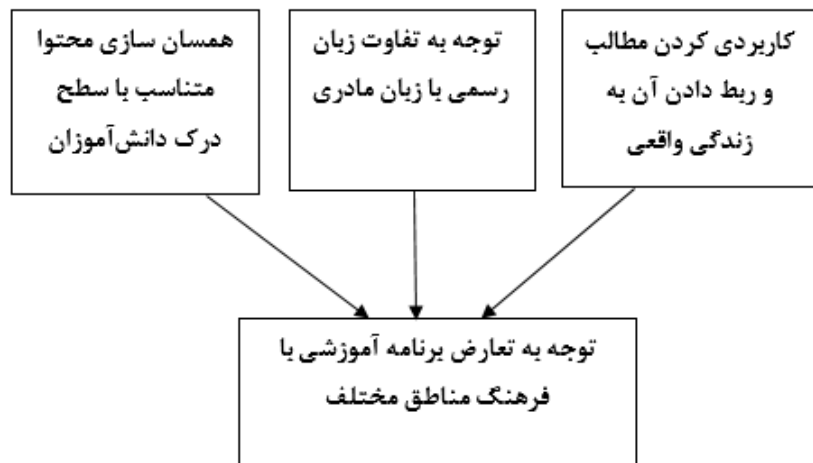 کاربردی کردن مطالب
و ربط دادن آن به
زندگی واقعی
توجه به تفاوت زبان
رسمی با زبان مادری
همسان سازی محتوا
متناسب با سطح
درک دانش‌آموزان
توجه به تعارض برنامه آموزشی با
فرهنگ مناطق مختلف